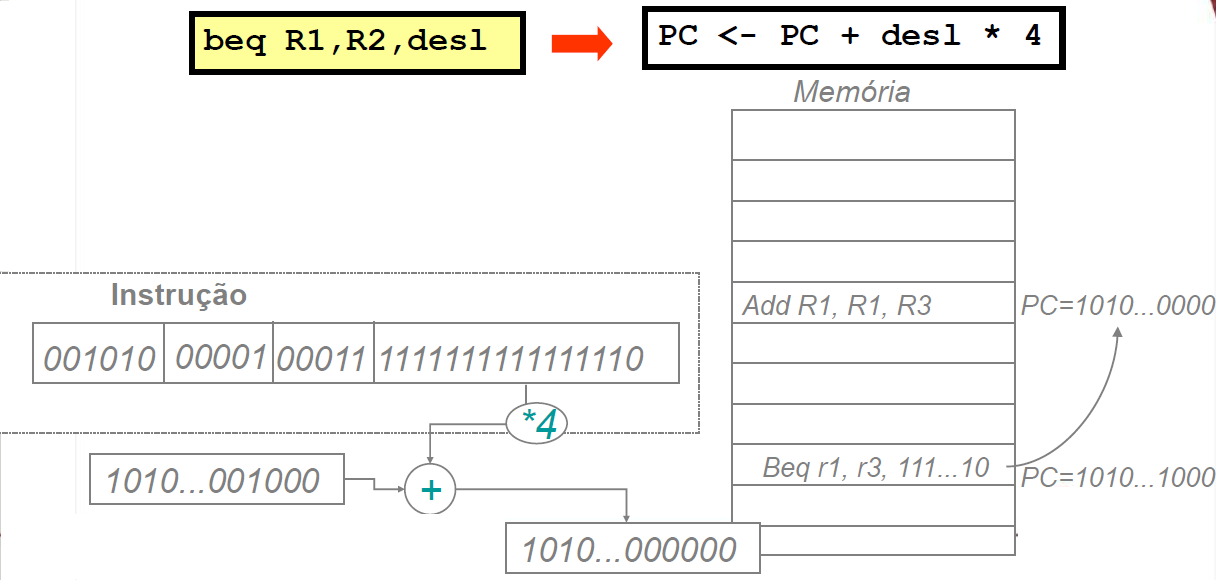 beq R1,R2,desl
PC <- PC + desl * 4
Memória
Instrução
Add R1, R1, R3
PC=1010...0000
001010 00001 00011 1111111111111110
*4
Beq r1, r3, 111...10
PC=1010...1000
1010...001000
+
1010...000000